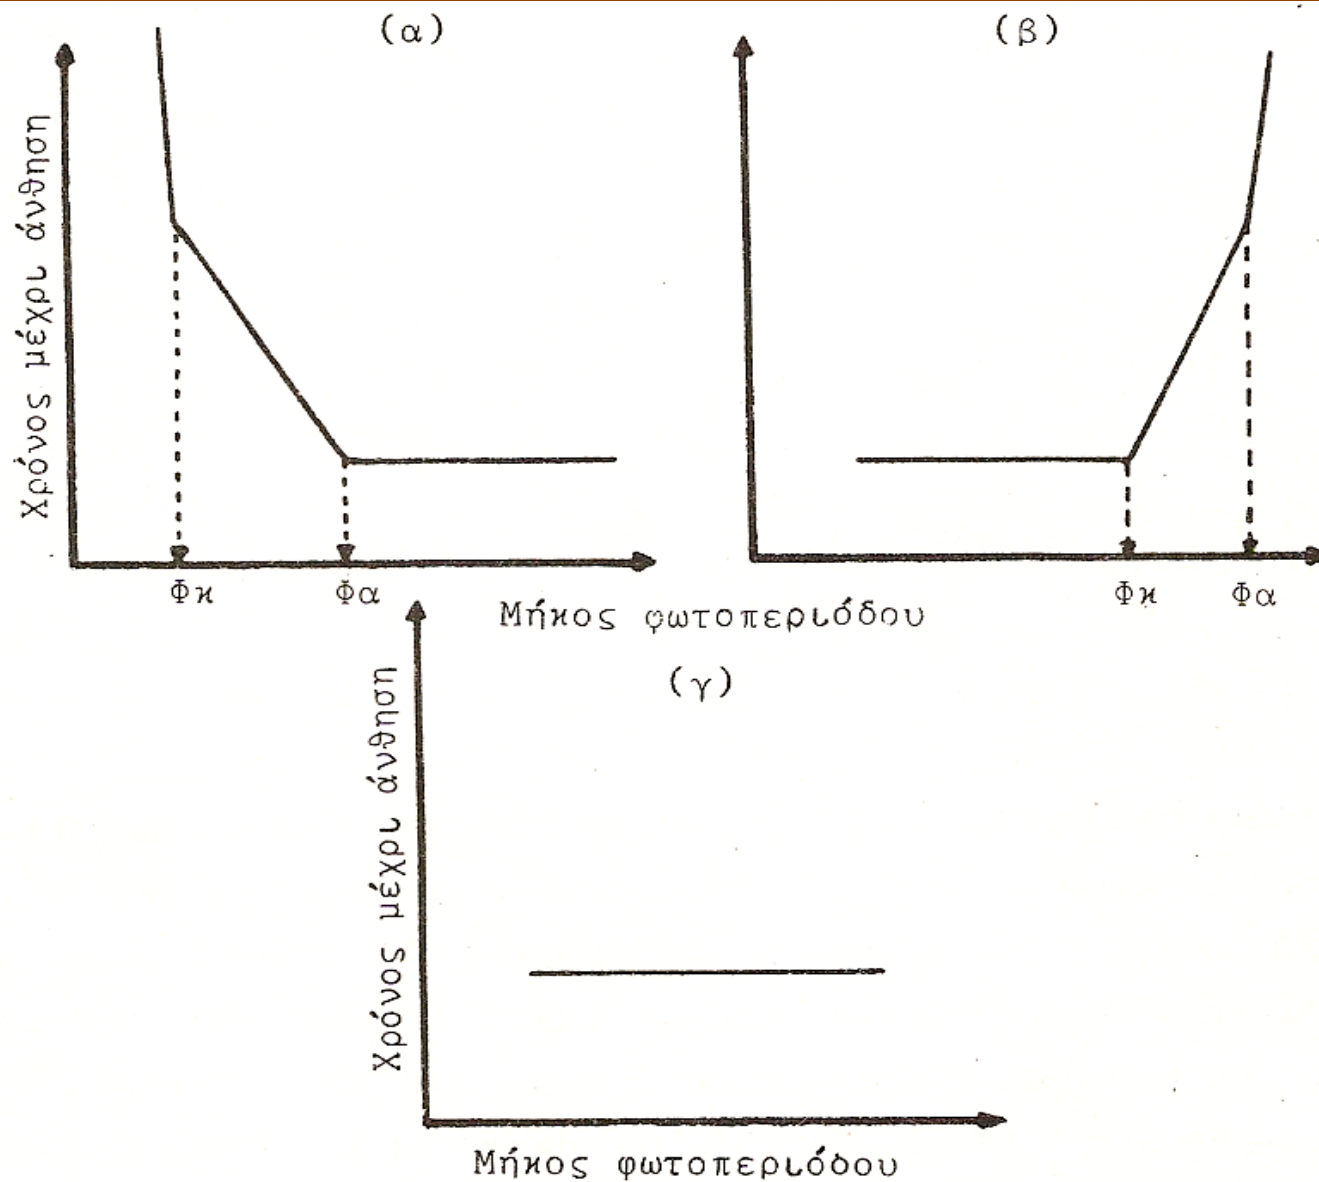 (α)
(β)
Χρόνος μέχρι άνθηση
Φκ
Φα
Φκ
Φα
Μήκος φωτοπεριόδου
(γ)
Χρόνος μέχρι άνθηση
Μήκος φωτοπεριόδου